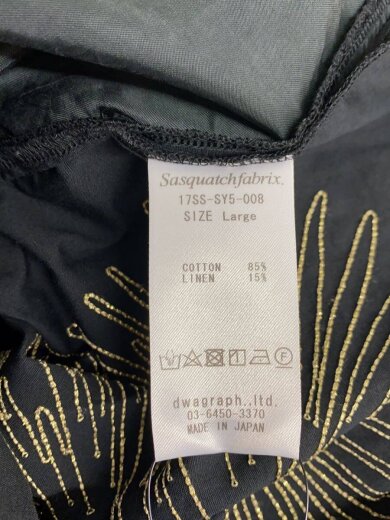 Sasquatchfabrix.
17SS-SY5-008
SIZE Large
COTTON 85%
LINEN 15%
dwagraph.,ltd.
03-6450-3370
MADE IN JAPAN